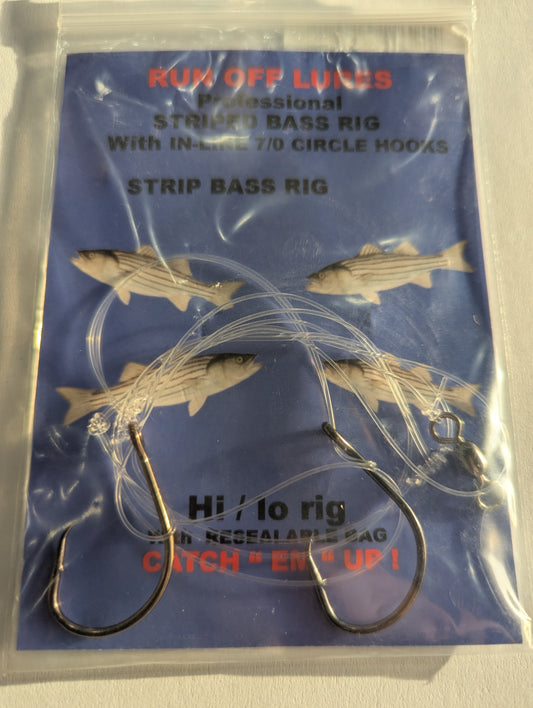 RUN OFF LURES
Professional
STRIPED BASS RIG
With IN-LINE 7/0 CIRCLE HOOKS
STRIP BASS RIG
Hi / lo rig
with RESEALABLE BAG
CATCH " EM " UP !